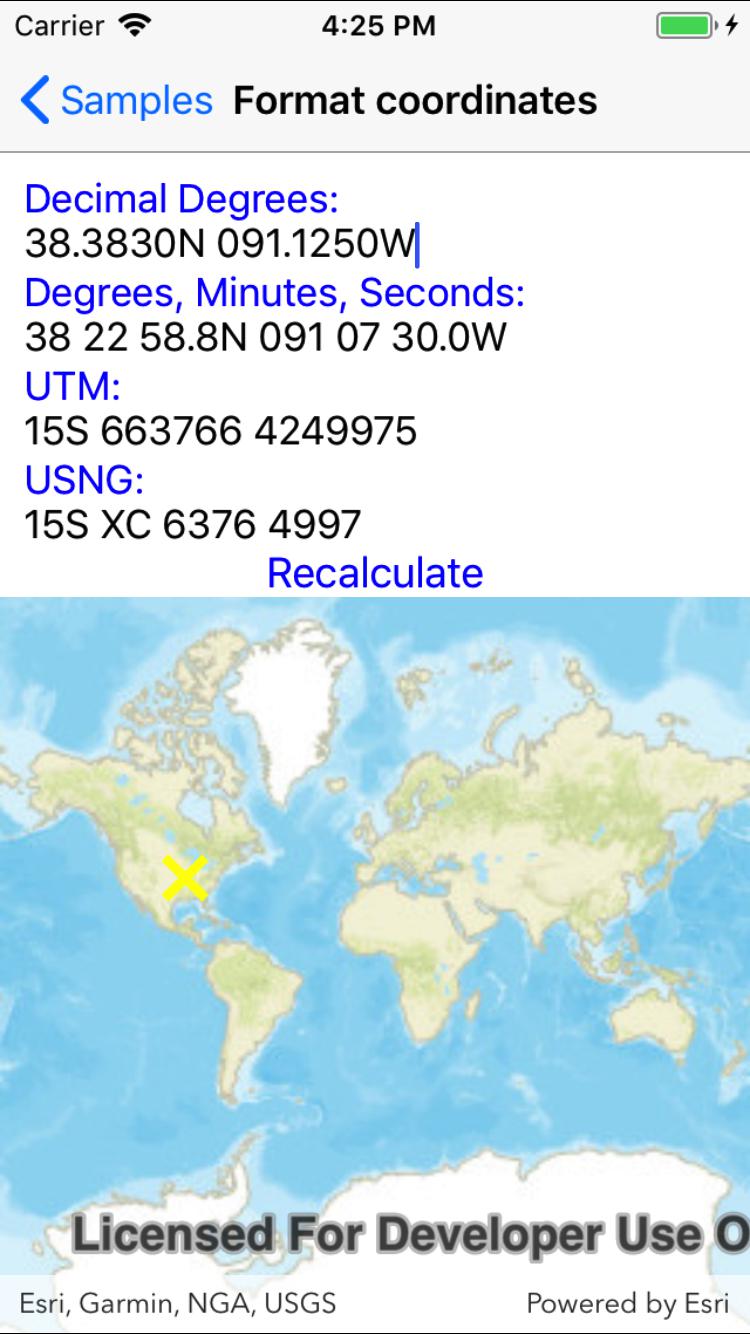 Carrier 4:25 PM
Samples Format coordinates
Decimal Degrees:
38.3830N 091.1250W
Degrees, Minutes, Seconds:
38 22 58.8N 091 07 30.0W
UTM:
15S 663766 4249975
USNG:
15S XC 6376 4997
Recalculate
Licensed For Developer Use O
Esri, Garmin, NGA, USGS Powered by Esri